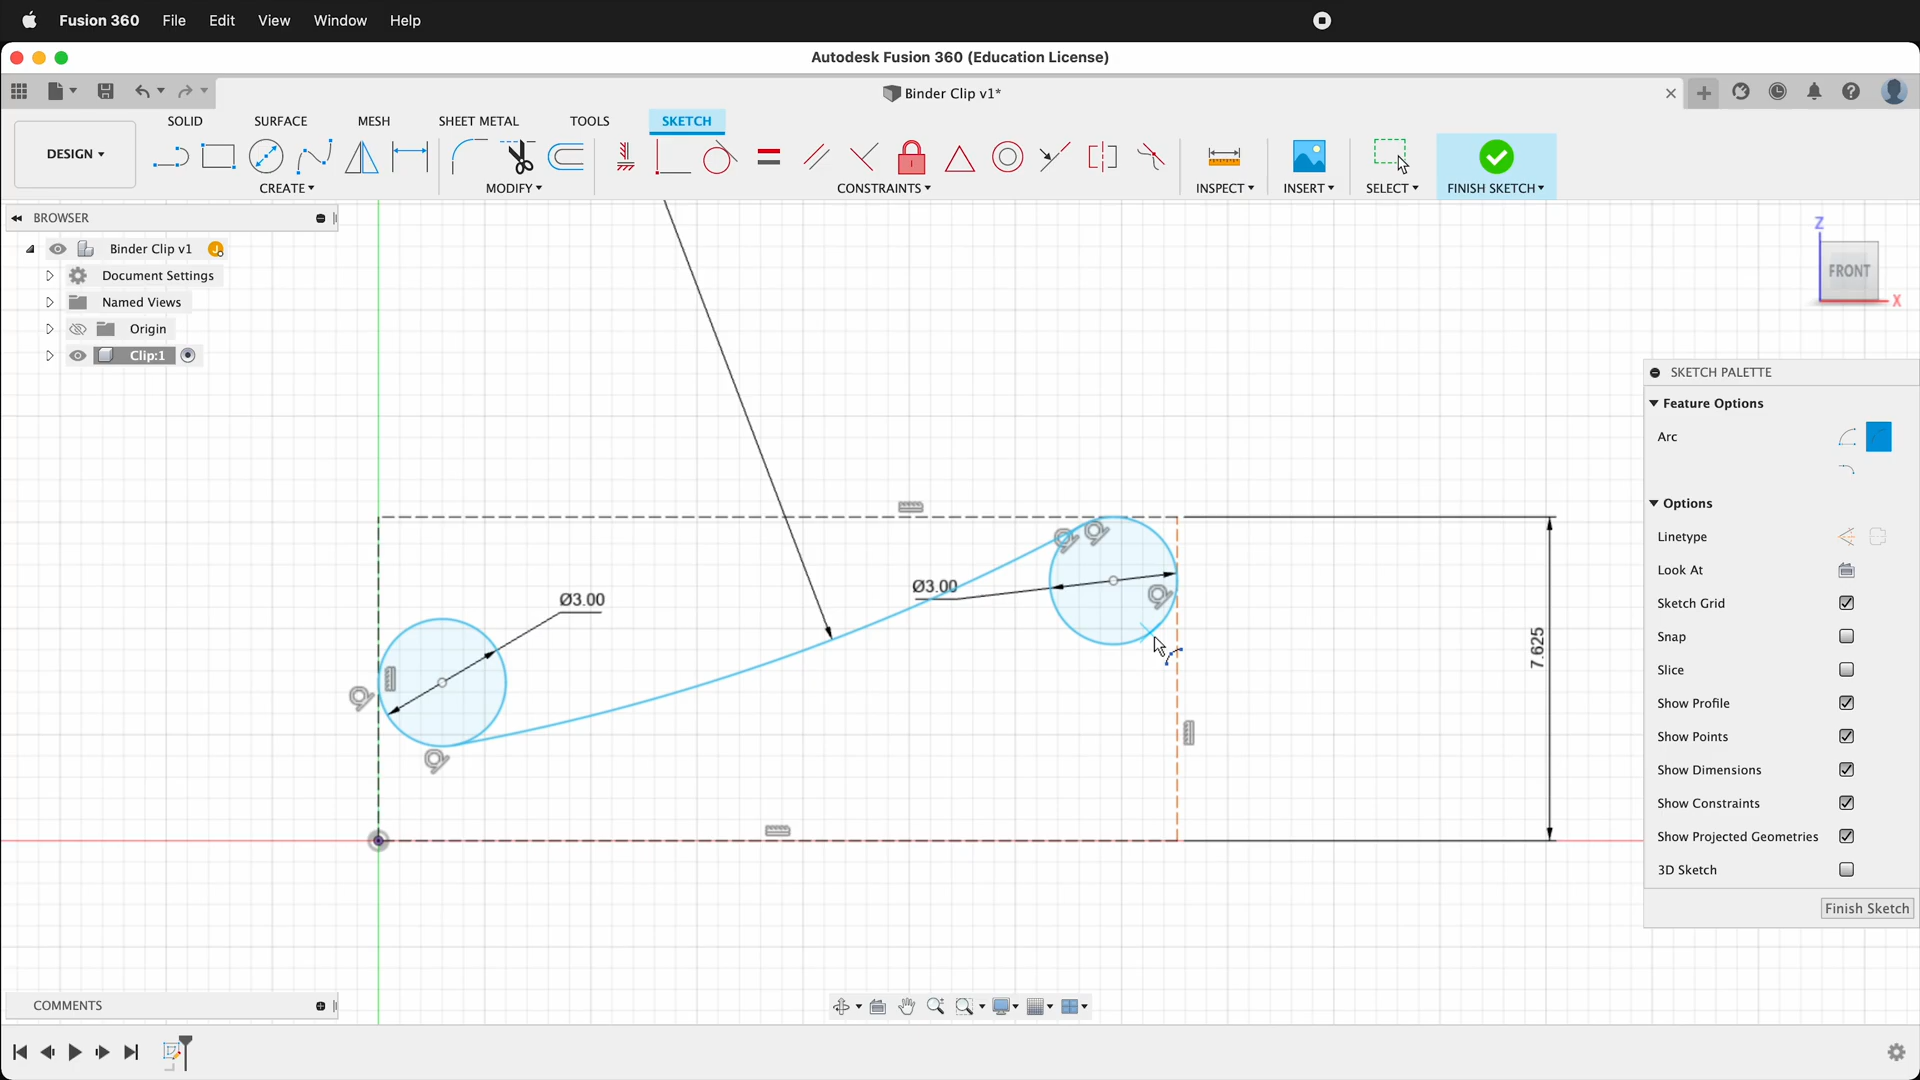 Fusion 360 File Edit View Window Help
Autodesk Fusion 360 (Education License)
Binder Clip v1*
SOLID SURFACE MESH SHEET METAL TOOLS SKETCH
DESIGN
CREATE MODIFY CONSTRAINTS INSPECT INSERT SELECT FINISH SKETCH
BROWSER
Binder Clip v1
Document Settings
Named Views
Origin
Clip:1
Z
FRONT
X
SKETCH PALETTE
Feature Options
Arc
Options
Linetype
Look At
Sketch Grid
Snap
Slice
Show Profile
Show Points
Show Dimensions
Show Constraints
Show Projected Geometries
3D Sketch
Finish Sketch
Ø3.00
Ø3.00
7.625
COMMENTS